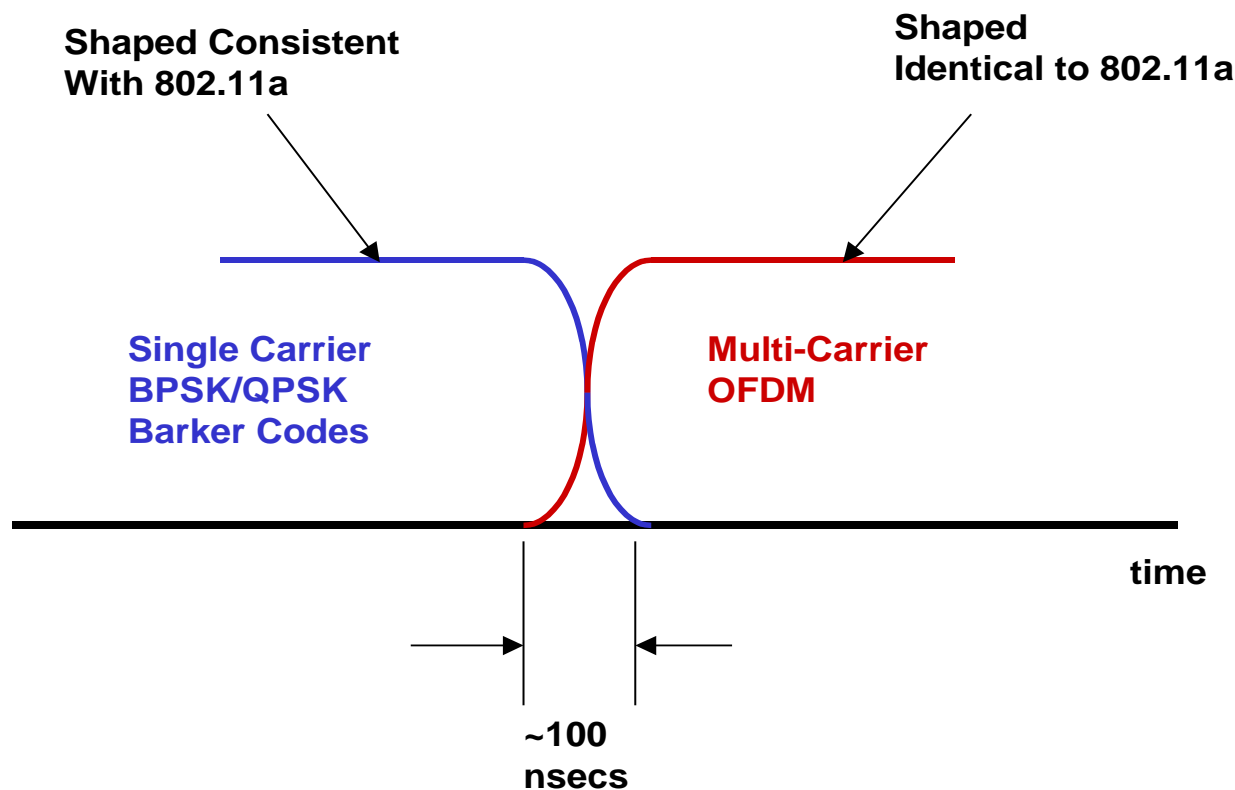 Shaped Consistent
With 802.11a
Shaped
Identical to 802.11a
Single Carrier
BPSK/QPSK
Barker Codes
Multi-Carrier
OFDM
time
~100
nsecs